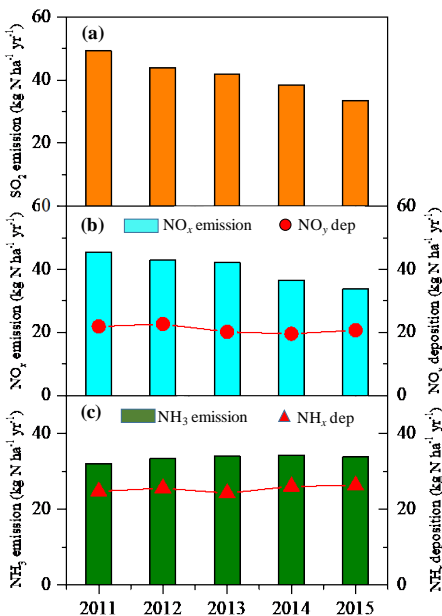 60
(a)
40
20
SO₂ emission (kg N ha⁻¹ yr⁻¹)
60 60
(b) NOₓ emission NOᵧ dep
40 40
20 20
0 0
NOₓ emission (kg N ha⁻¹ yr⁻¹)
NOᵧ deposition (kg N ha⁻¹ yr⁻¹)
(c) NH₃ emission NHₓ dep
40 40
20 20
0 0
NH₃ emission (kg N ha⁻¹ yr⁻¹)
NHₓ deposition (kg N ha⁻¹ yr⁻¹)
2011 2012 2013 2014 2015